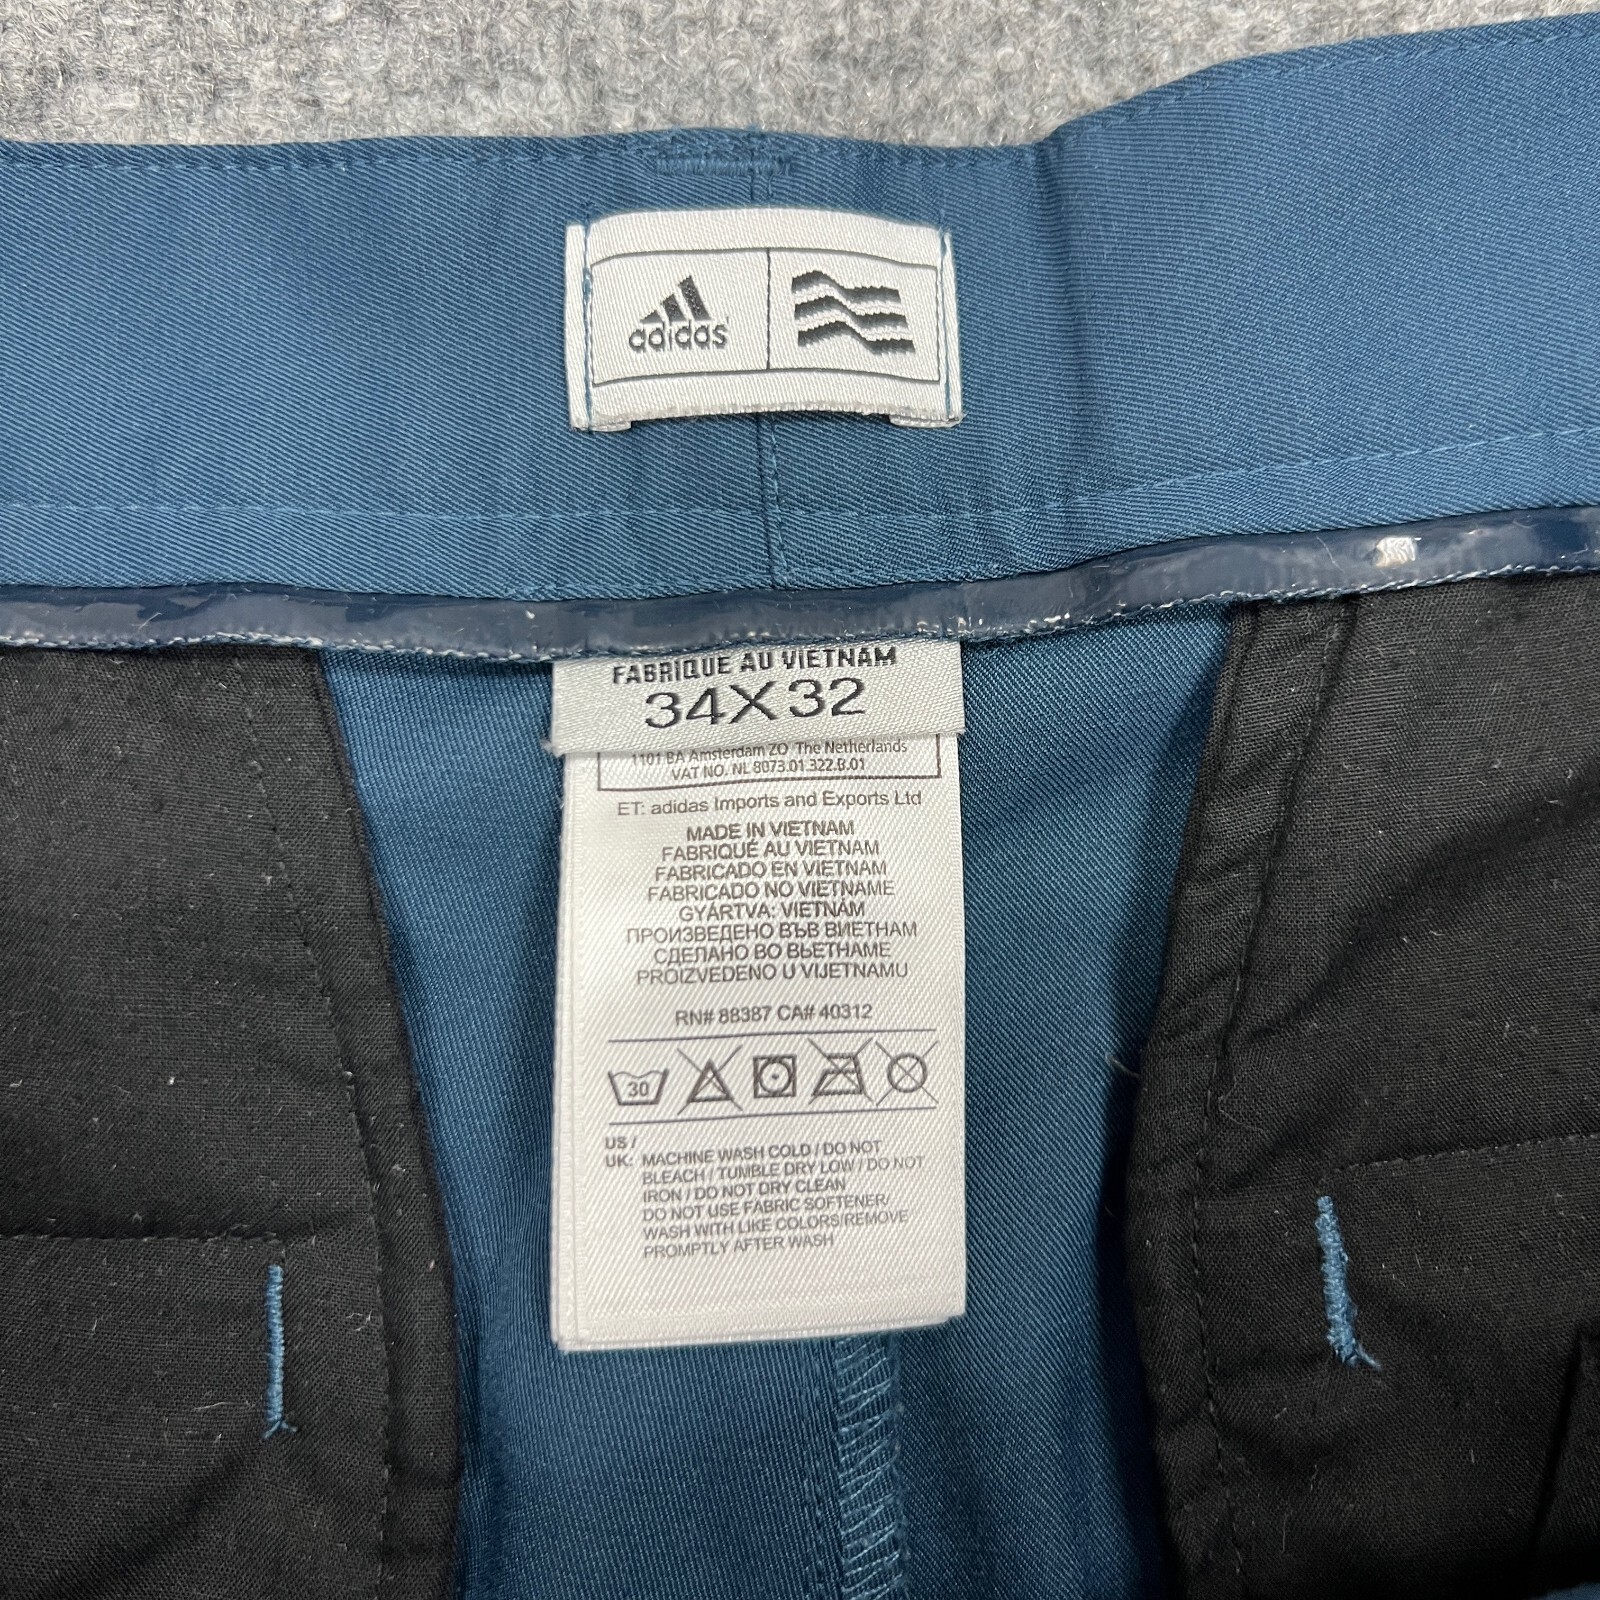 adidas
FABRIQUE AU VIETNAM
34X32
1101 BA Amsterdam ZO The Netherlands
VAT NO. NL 8073.01.322.B.01
ET: adidas Imports and Exports Ltd
MADE IN VIETNAM
FABRIQUÉ AU VIETNAM
FABRICADO EN VIETNAM
FABRICADO NO VIETNAME
GYÁRTVA: VIETNÁM
ПРОИЗВЕДЕНО ВЪВ ВИЕТНАМ
СДЕЛАНО ВО ВЬЕТНАМЕ
PROIZVEDENO U VIJETNAMU
RN# 88387 CA# 40312
30
US /
UK: MACHINE WASH COLD / DO NOT
BLEACH / TUMBLE DRY LOW / DO NOT
IRON / DO NOT DRY CLEAN
DO NOT USE FABRIC SOFTENER/
WASH WITH LIKE COLORS/REMOVE
PROMPTLY AFTER WASH